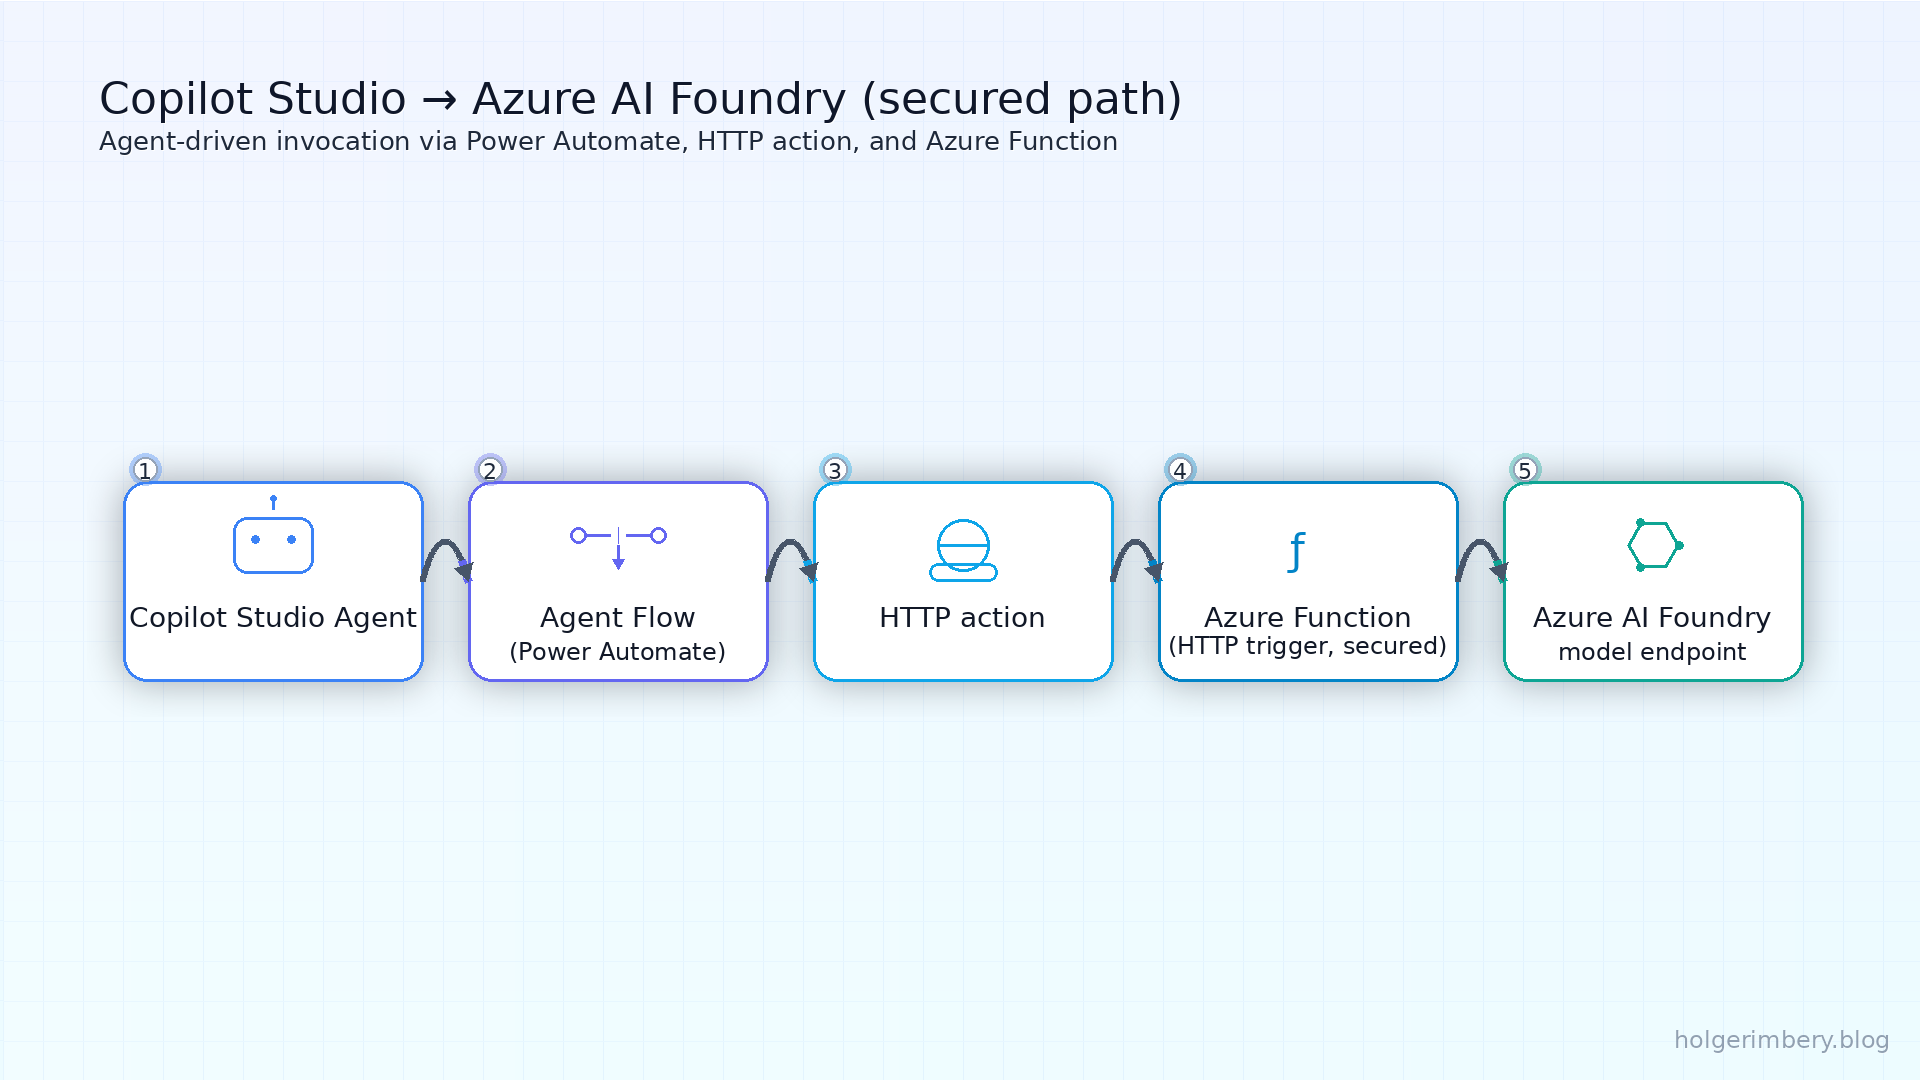 Copilot Studio → Azure AI Foundry (secured path)
Agent-driven invocation via Power Automate, HTTP action, and Azure Function
1
Copilot Studio Agent
2
Agent Flow
(Power Automate)
3
HTTP action
4
ƒ
Azure Function
(HTTP trigger, secured)
5
Azure AI Foundry
model endpoint
holgerimbery.blog